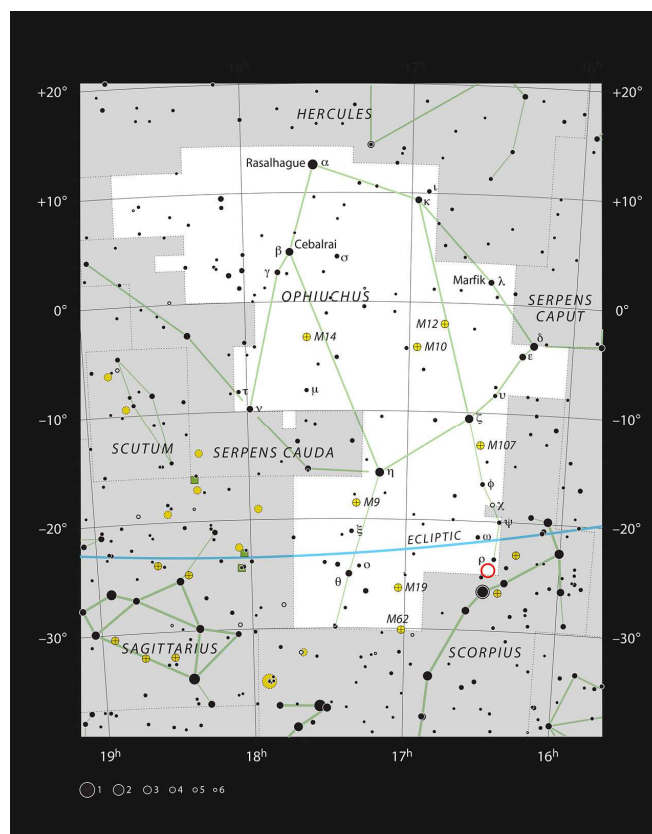 18h 17h 16h
+20° +20°
HERCULES
Rasalhague α
+10° +10°
ι
κ
β Cebalrai
σ
γ
Marfik λ
OPHIUCHUS
SERPENS
CAPUT
0° 0°
M12
M14
M10
δ
ε
τ μ υ
ν
−10° −10°
ζ
SCUTUM
SERPENS CAUDA
M107
η
φ
M9
χ
ψ
−20° −20°
ξ
ECLIPTIC
ω
ο
ρ
θ
M19
M62
−30° −30°
SAGITTARIUS
SCORPIUS
19h 18h 17h 16h
1 2 3 4 5 6